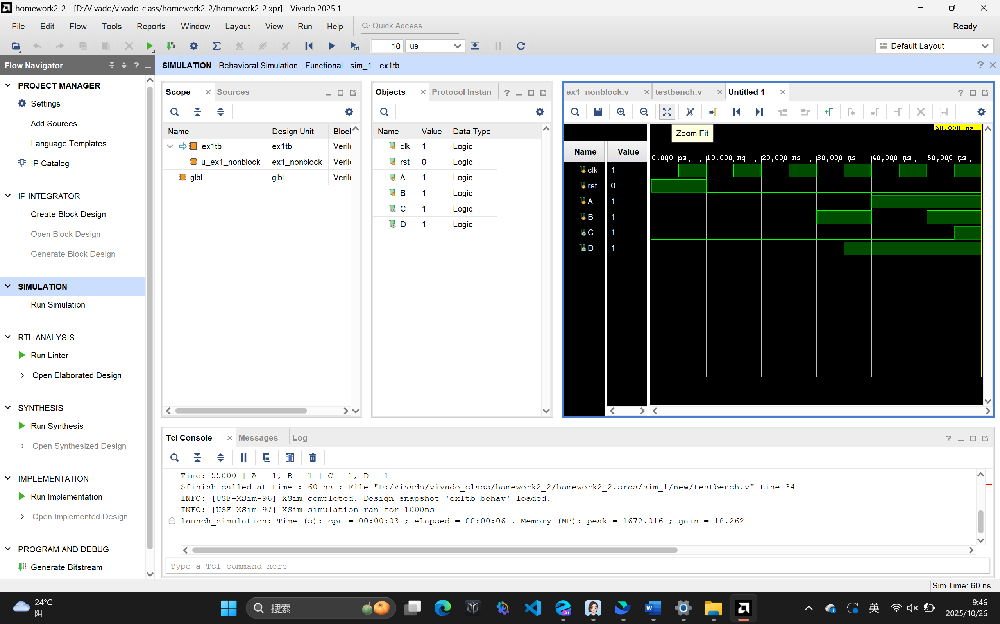 homework2_2 - [D:/Vivado/vivado_class/homework2_2/homework2_2.xpr] - Vivado 2025.1
File Edit Flow Tools Reports Window Layout View Run Help Quick Access Ready
10 us Default Layout
Flow Navigator
SIMULATION - Behavioral Simulation - Functional - sim_1 - ex1tb
PROJECT MANAGER
Settings
Add Sources
Language Templates
IP Catalog
IP INTEGRATOR
Create Block Design
Open Block Design
Generate Block Design
SIMULATION
Run Simulation
RTL ANALYSIS
Run Linter
Open Elaborated Design
SYNTHESIS
Run Synthesis
Open Synthesized Design
IMPLEMENTATION
Run Implementation
Open Implemented Design
PROGRAM AND DEBUG
Generate Bitstream
Scope Sources
Name Design Unit Block
ex1tb ex1tb Veril
u_ex1_nonblock ex1_nonblock Veril
glbl glbl Veril
Objects Protocol Instan
Name Value Data Type
clk 1 Logic
rst 0 Logic
A 1 Logic
B 1 Logic
C 1 Logic
D 1 Logic
ex1_nonblock.v testbench.v Untitled 1
60.000 ns
Zoom Fit
Name Value
0.000 ns 10.000 ns 20.000 ns 30.000 ns 40.000 ns 50.000 ns
clk 1
rst 0
A 1
B 1
C 1
D 1
Tcl Console Messages Log
Time: 55000 | A = 1, B = 1 | C = 1, D = 1
$finish called at time : 60 ns : File "D:/Vivado/vivado_class/homework2_2/homework2_2.srcs/sim_1/new/testbench.v" Line 34
INFO: [USF-XSim-96] XSim completed. Design snapshot 'ex1tb_behav' loaded.
INFO: [USF-XSim-97] XSim simulation ran for 1000ns
launch_simulation: Time (s): cpu = 00:00:03 ; elapsed = 00:00:06 . Memory (MB): peak = 1672.016 ; gain = 18.262
Type a Tcl command here
Sim Time: 60 ns
24°C
阴
搜索
英
9:46
2025/10/26